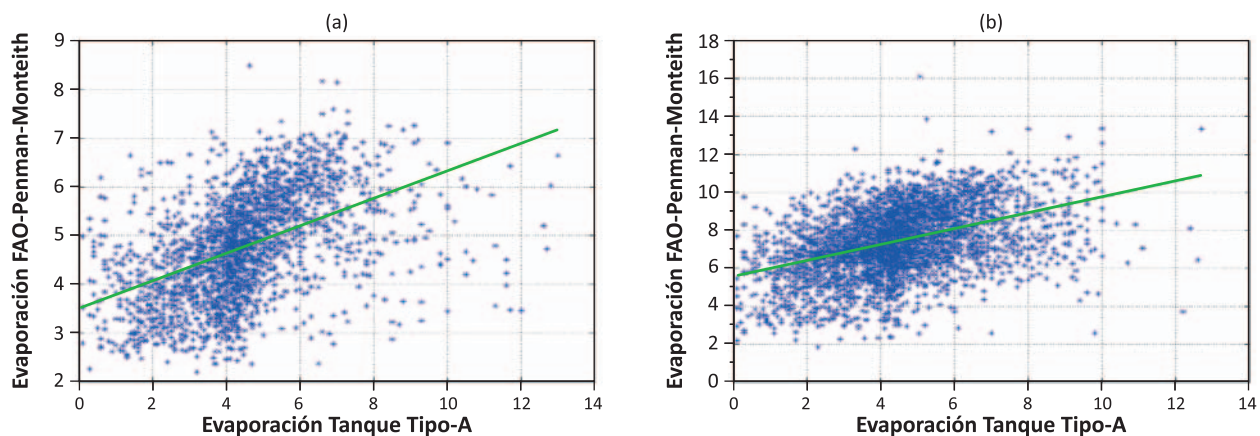 (a)
Evaporación FAO-Penman-Monteith
9
8
7
6
5
4
3
2
0 2 4 6 8 10 12 14
Evaporación Tanque Tipo-A
(b)
Evaporación FAO-Penman-Monteith
18
16
14
12
10
8
6
4
2
0
0 2 4 6 8 10 12 14
Evaporación Tanque Tipo-A